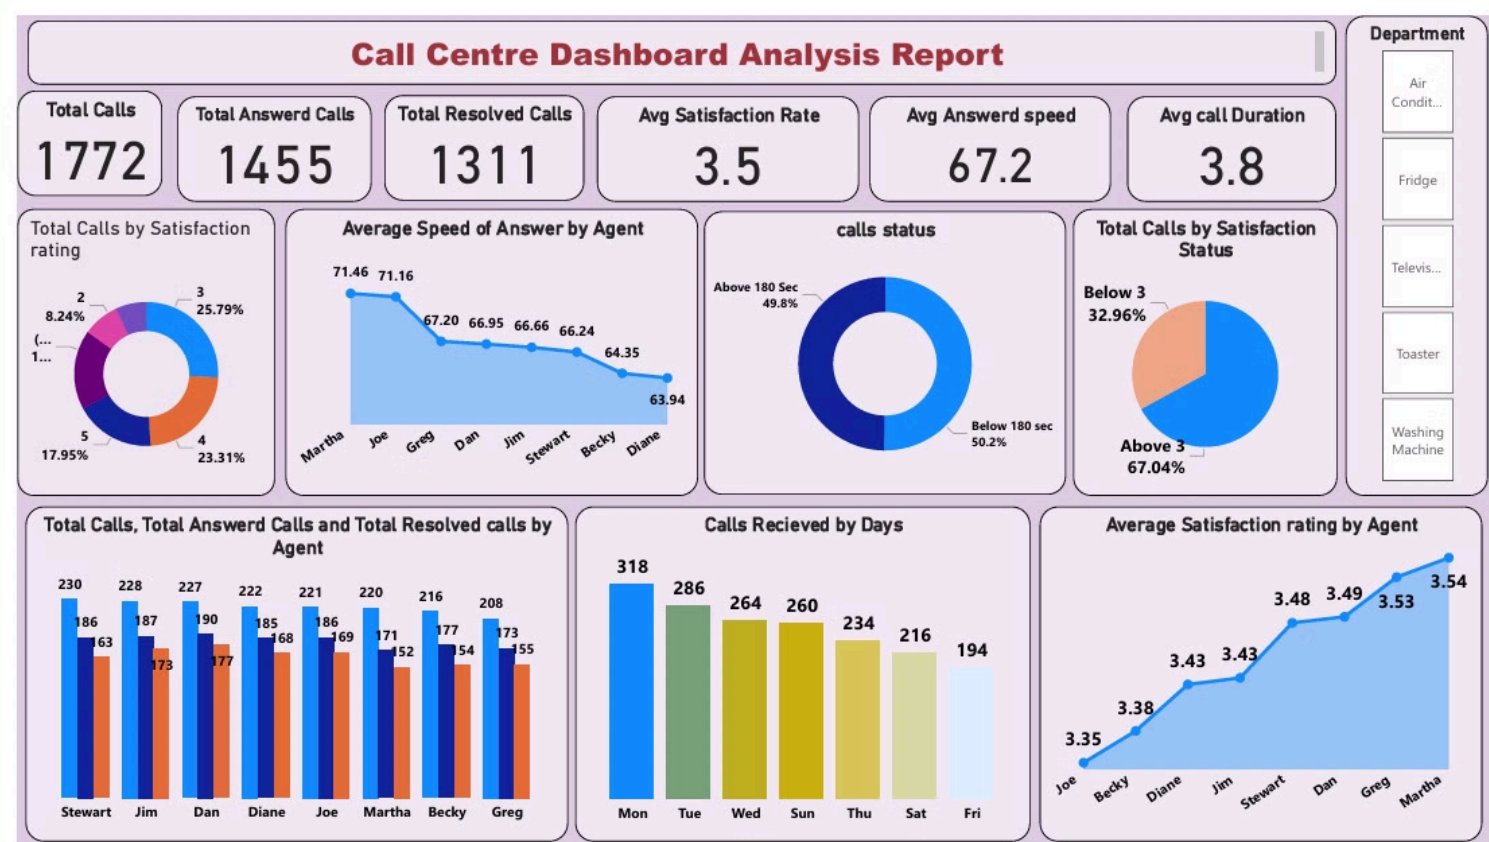 Call Centre Dashboard Analysis Report
Department
Air
Condit...
Fridge
Televis...
Toaster
Washing
Machine
Total Calls
1772
Total Answerd Calls
1455
Total Resolved Calls
1311
Avg Satisfaction Rate
3.5
Avg Answerd speed
67.2
Avg call Duration
3.8
Total Calls by Satisfaction
rating
3
25.79%
2
8.24%
(...
1...
5
17.95%
4
23.31%
Average Speed of Answer by Agent
71.46 71.16 67.20 66.95 66.66 66.24 64.35 63.94
Martha Joe Greg Dan Jim Stewart Becky Diane
calls status
Above 180 Sec
49.8%
Below 180 sec
50.2%
Total Calls by Satisfaction
Status
Below 3
32.96%
Above 3
67.04%
Total Calls, Total Answerd Calls and Total Resolved calls by
Agent
230 228 227 222 221 220 216 208
186 187 190 185 186 171 177 173
163 173 177 168 169 152 154 155
Stewart Jim Dan Diane Joe Martha Becky Greg
Calls Recieved by Days
318 286 264 260 234 216 194
Mon Tue Wed Sun Thu Sat Fri
Average Satisfaction rating by Agent
3.35 3.38 3.43 3.43 3.48 3.49 3.53 3.54
Joe Becky Diane Jim Stewart Dan Greg Martha